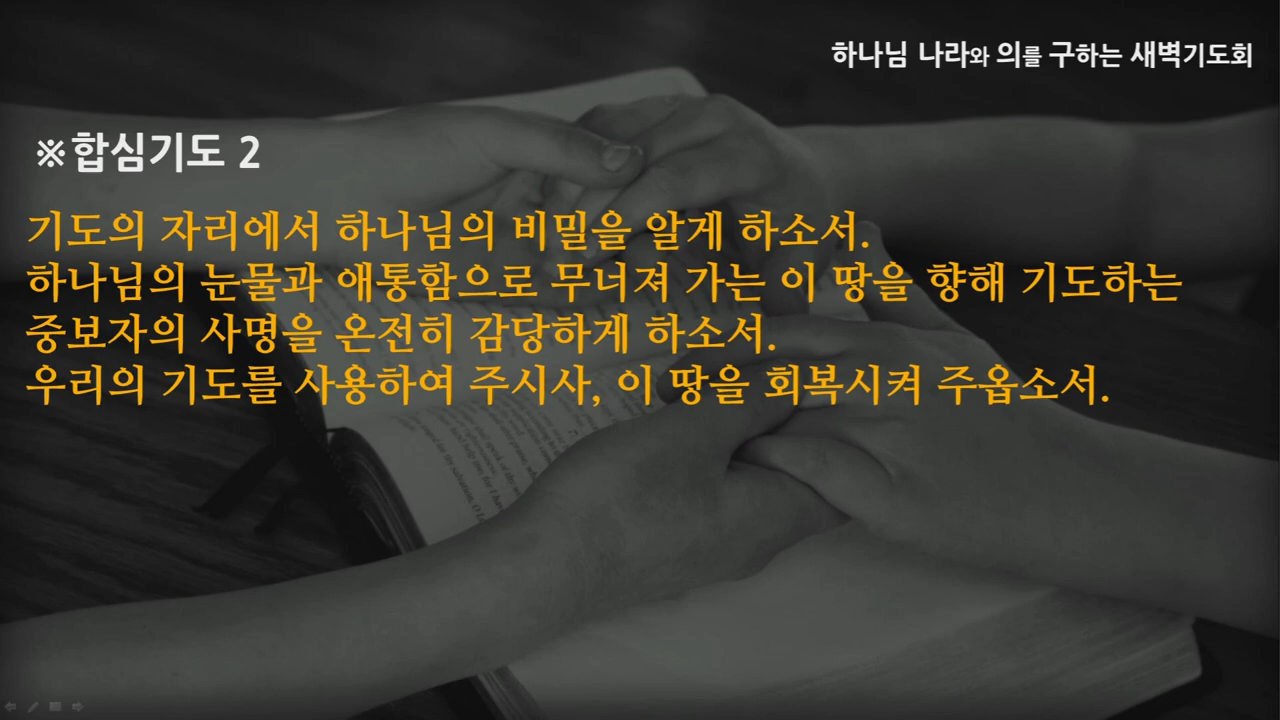 하나님 나라와 의를 구하는 새벽기도회
※합심기도 2
기도의 자리에서 하나님의 비밀을 알게 하소서.
하나님의 눈물과 애통함으로 무너져 가는 이 땅을 향해 기도하는
중보자의 사명을 온전히 감당하게 하소서.
우리의 기도를 사용하여 주시사, 이 땅을 회복시켜 주옵소서.